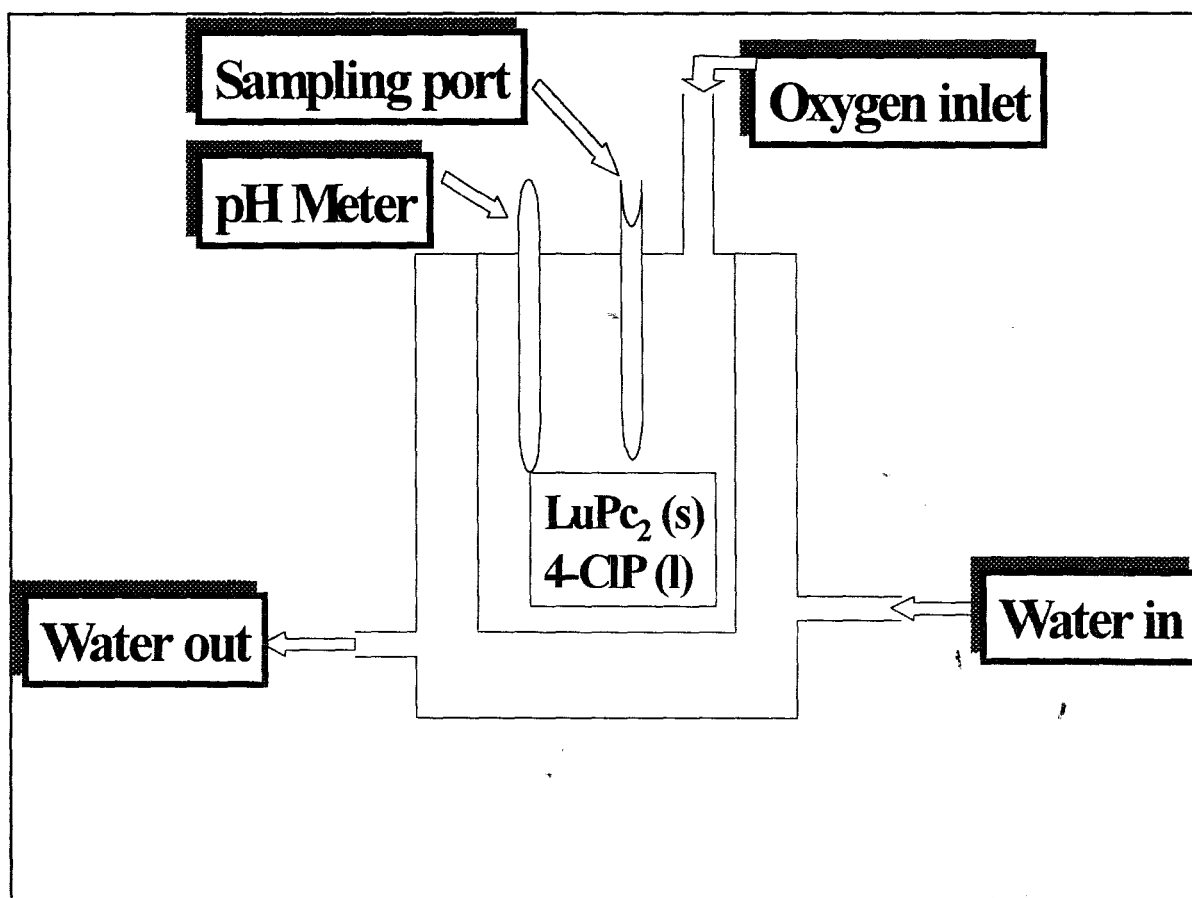 Sampling port
Oxygen inlet
pH Meter
LuPc₂ (s)
4-ClP (l)
Water out
Water in